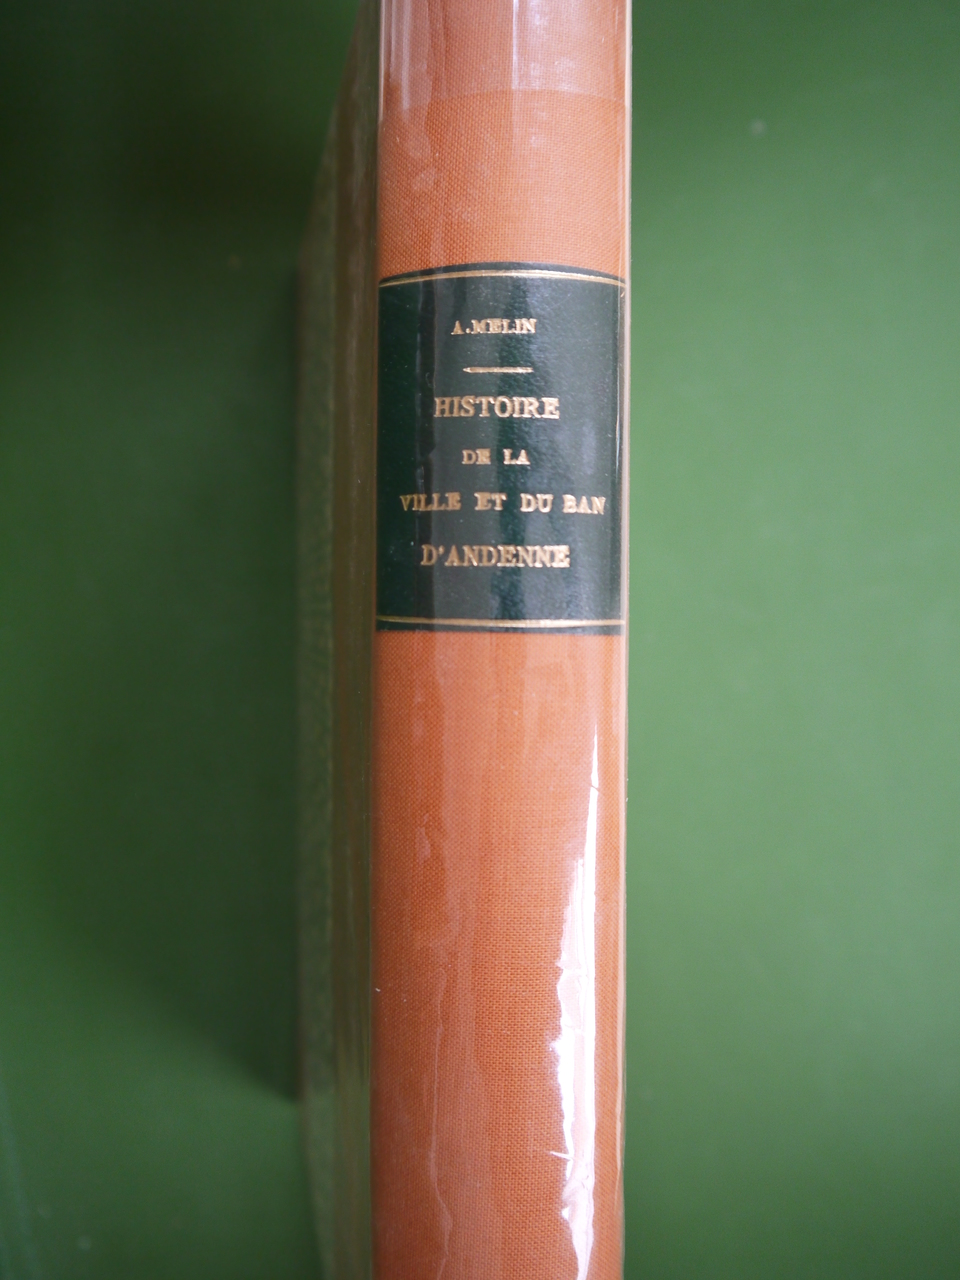 A. MELIN
HISTOIRE
DE LA
VILLE ET DU BAN
D'ANDENNE